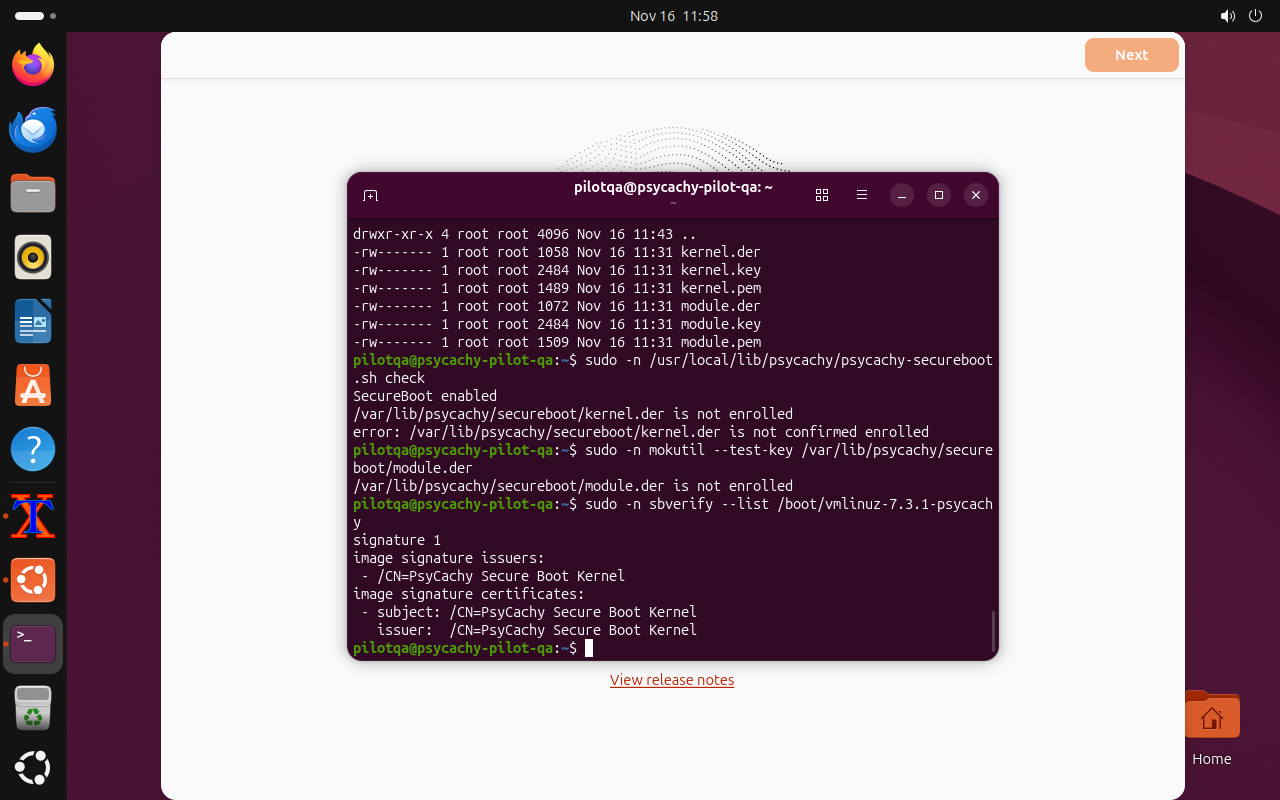 Nov 16 11:58
Next
pilotqa@psycachy-pilot-qa: ~
~
drwxr-xr-x 4 root root 4096 Nov 16 11:43 ..
-rw------- 1 root root 1058 Nov 16 11:31 kernel.der
-rw------- 1 root root 2484 Nov 16 11:31 kernel.key
-rw------- 1 root root 1489 Nov 16 11:31 kernel.pem
-rw------- 1 root root 1072 Nov 16 11:31 module.der
-rw------- 1 root root 2484 Nov 16 11:31 module.key
-rw------- 1 root root 1509 Nov 16 11:31 module.pem
pilotqa@psycachy-pilot-qa:~$ sudo -n /usr/local/lib/psycachy/psycachy-secureboot
.sh check
SecureBoot enabled
/var/lib/psycachy/secureboot/kernel.der is not enrolled
error: /var/lib/psycachy/secureboot/kernel.der is not confirmed enrolled
pilotqa@psycachy-pilot-qa:~$ sudo -n mokutil --test-key /var/lib/psycachy/secure
boot/module.der
/var/lib/psycachy/secureboot/module.der is not enrolled
pilotqa@psycachy-pilot-qa:~$ sudo -n sbverify --list /boot/vmlinuz-7.3.1-psycach
y
signature 1
image signature issuers:
 - /CN=PsyCachy Secure Boot Kernel
image signature certificates:
 - subject: /CN=PsyCachy Secure Boot Kernel
   issuer:  /CN=PsyCachy Secure Boot Kernel
pilotqa@psycachy-pilot-qa:~$
View release notes
Home